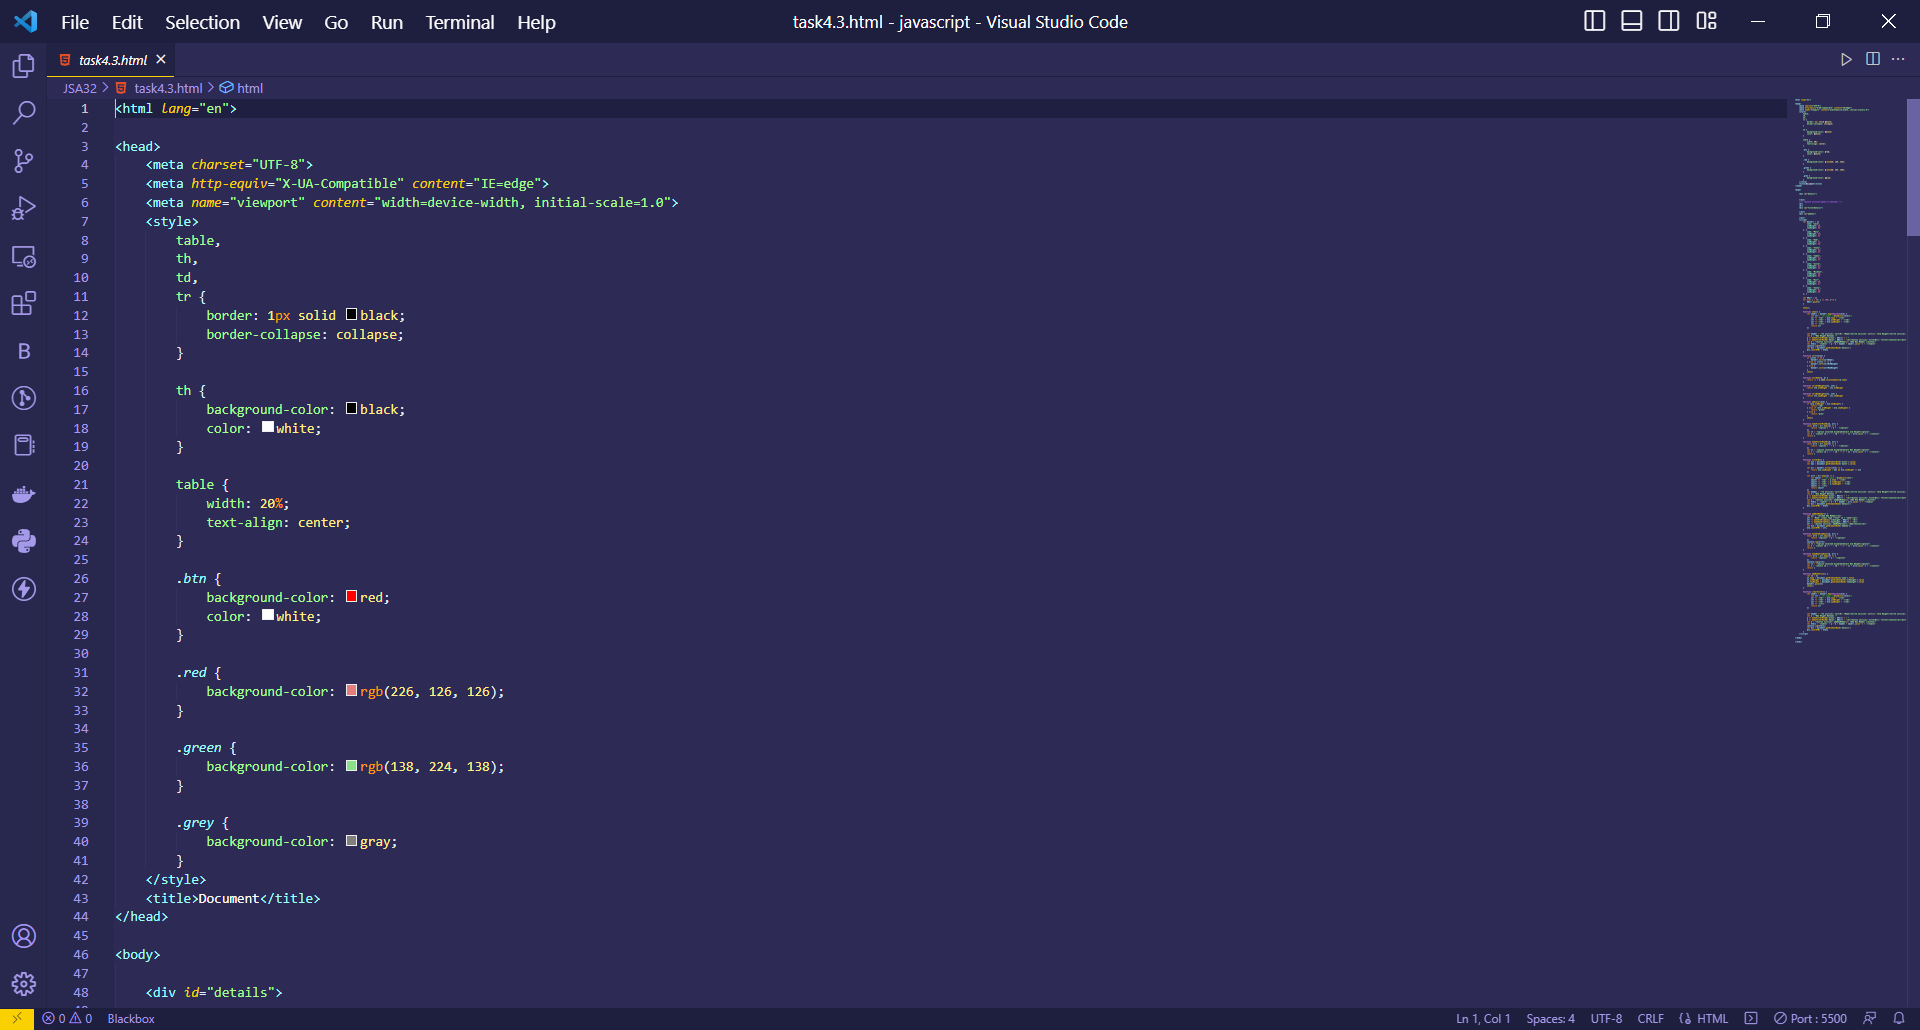 File Edit Selection View Go Run Terminal Help
task4.3.html - javascript - Visual Studio Code
task4.3.html
JSA32 > task4.3.html > html
1 <html lang="en">
2
3 <head>
4 <meta charset="UTF-8">
5 <meta http-equiv="X-UA-Compatible" content="IE=edge">
6 <meta name="viewport" content="width=device-width, initial-scale=1.0">
7 <style>
8 table,
9 th,
10 td,
11 tr {
12 border: 1px solid black;
13 border-collapse: collapse;
14 }
15
16 th {
17 background-color: black;
18 color: white;
19 }
20
21 table {
22 width: 20%;
23 text-align: center;
24 }
25
26 .btn {
27 background-color: red;
28 color: white;
29 }
30
31 .red {
32 background-color: rgb(226, 126, 126);
33 }
34
35 .green {
36 background-color: rgb(138, 224, 138);
37 }
38
39 .grey {
40 background-color: gray;
41 }
42 </style>
43 <title>Document</title>
44 </head>
45
46 <body>
47
48 <div id="details">
0 0 Blackbox
Ln 1, Col 1 Spaces: 4 UTF-8 CRLF HTML Port : 5500